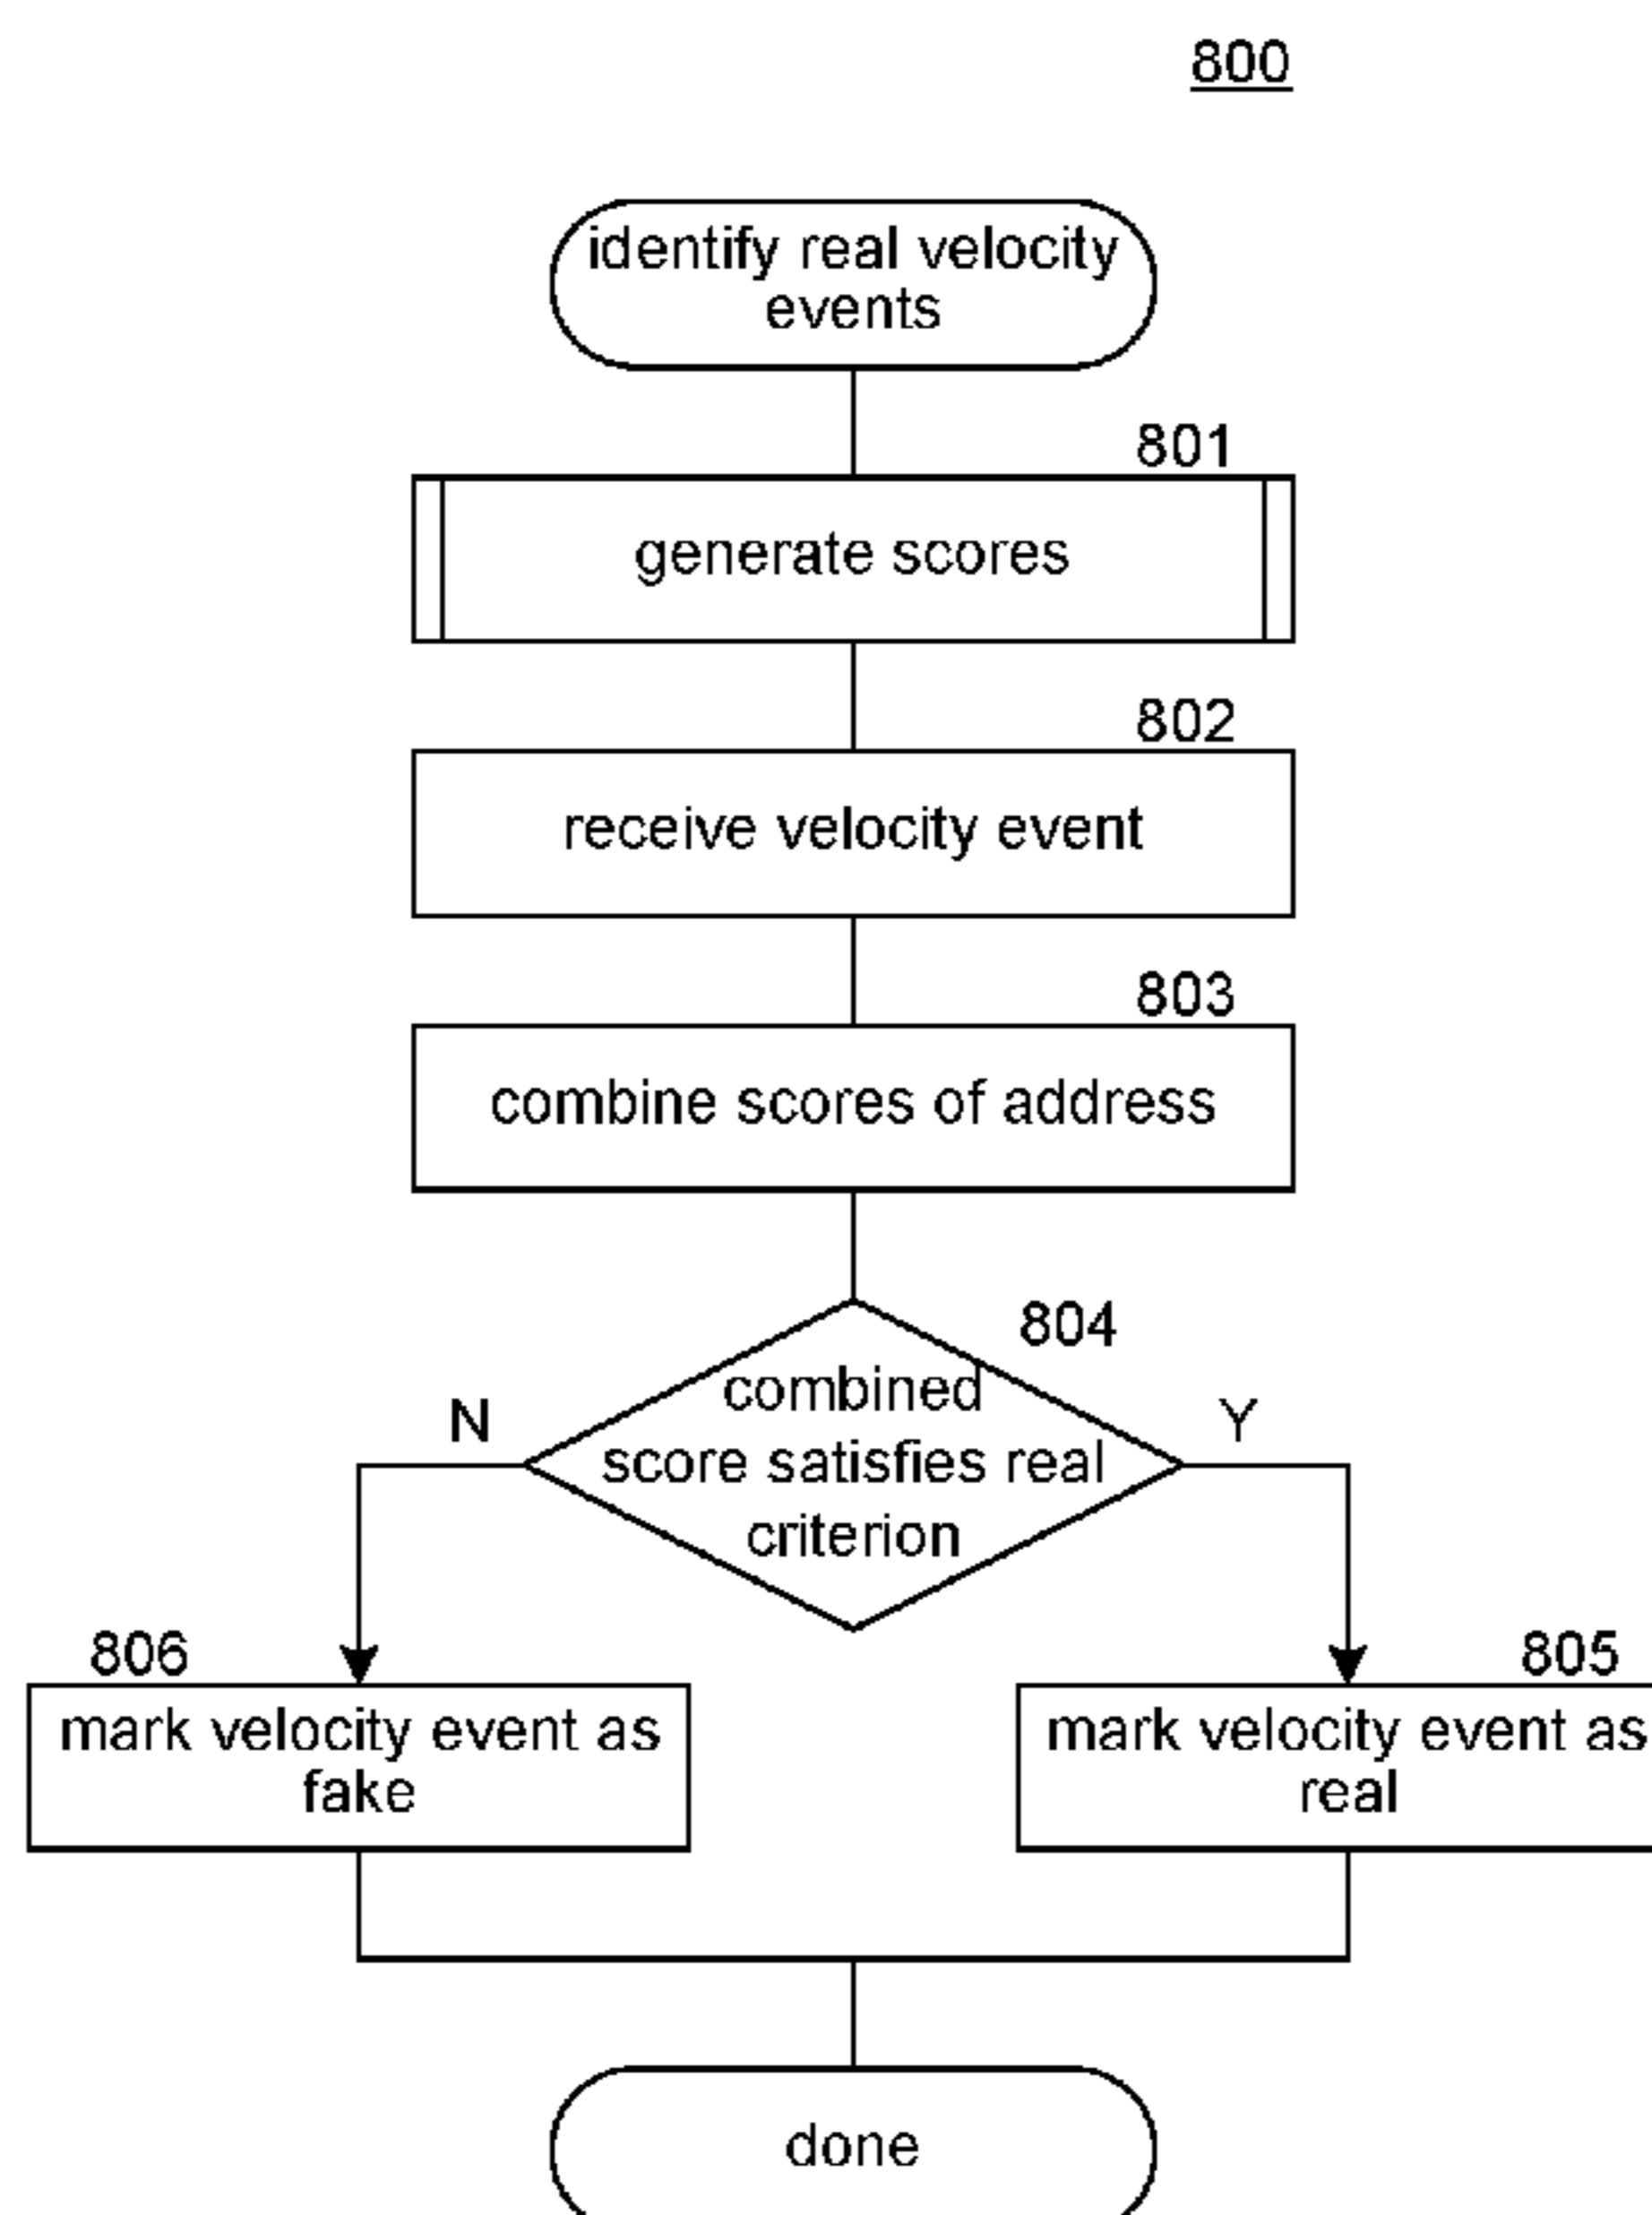 800
identify real velocity
events
801
generate scores
802
receive velocity event
803
combine scores of address
804
combined
score satisfies real
criterion
N
Y
806
mark velocity event as
fake
805
mark velocity event as
real
done